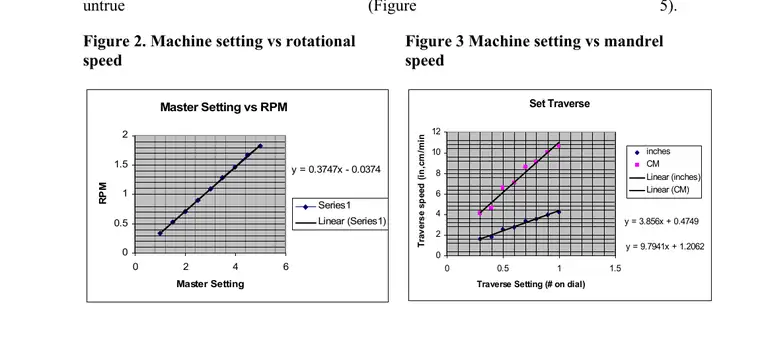 untrue (Figure 5).
Figure 2. Machine setting vs rotational speed
Figure 3 Machine setting vs mandrel speed
Master Setting vs RPM
2
1.5
1
0.5
0
RPM
0 2 4 6
Master Setting
y = 0.3747x - 0.0374
Series1
Linear (Series1)
Set Traverse
12
10
8
6
4
2
0
Traverse speed (in,cm/min
0 0.5 1 1.5
Traverse Setting (# on dial)
inches
CM
Linear (inches)
Linear (CM)
y = 3.856x + 0.4749
y = 9.7941x + 1.2062